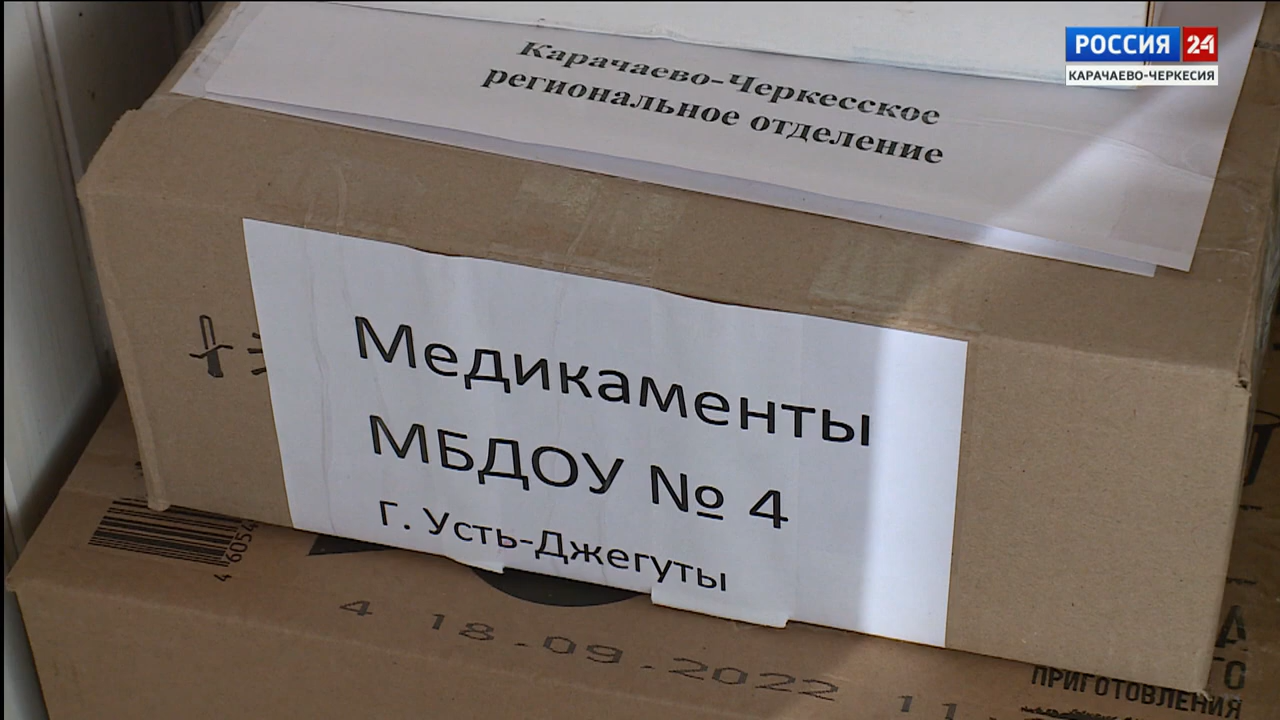 РОССИЯ 24
КАРАЧАЕВО-ЧЕРКЕСИЯ
Карачаево-Черкесское
региональное отделение
Медикаменты
МБДОУ № 4
г. Усть-Джегуты
4 18.09.2022 11
ПРИГОТОВЛЕНИЯ